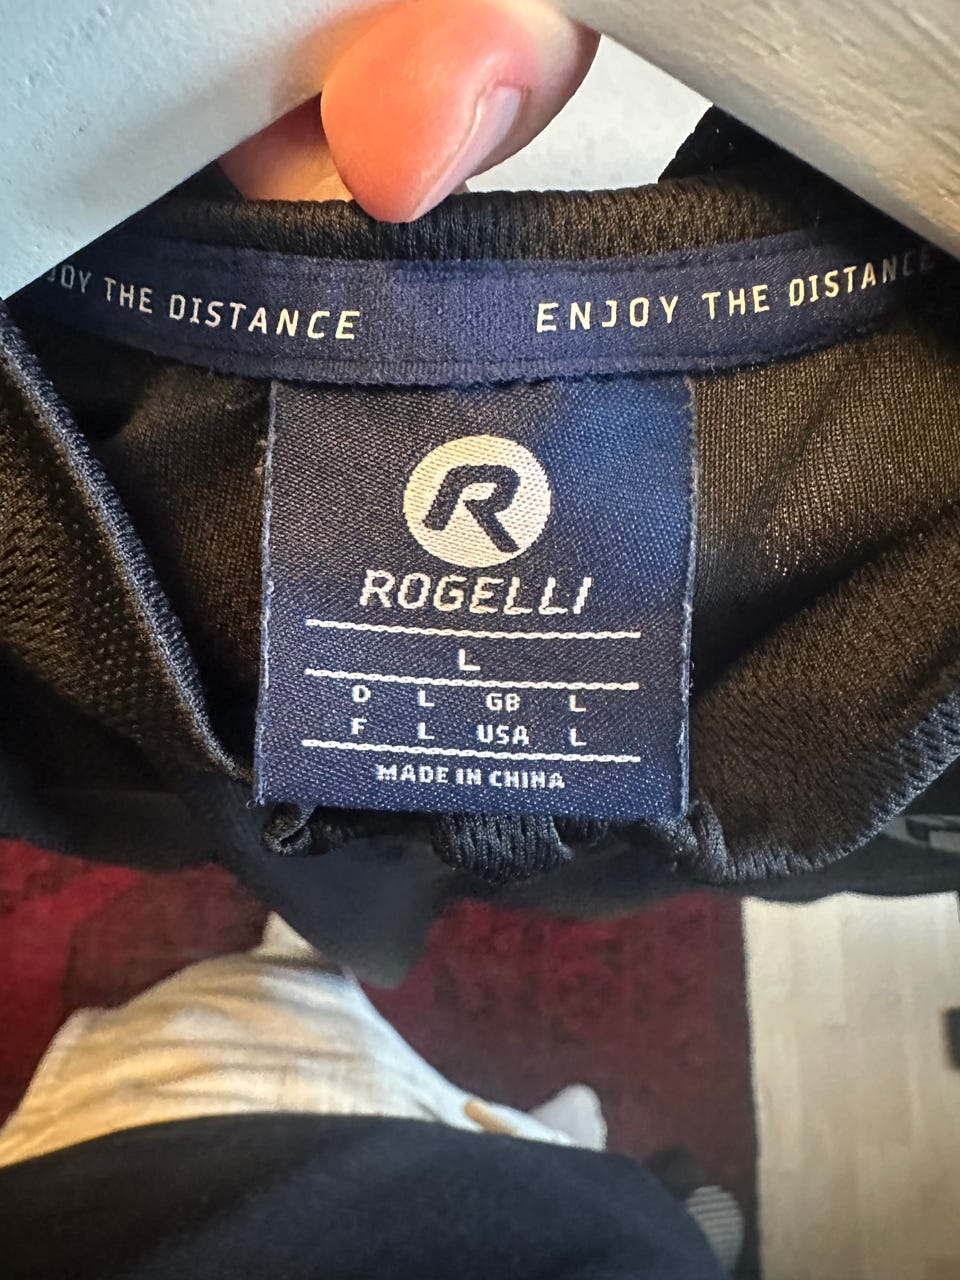 JOY THE DISTANCE ENJOY THE DISTANCE
R
ROGELLI
L
D L GB L
F L USA L
MADE IN CHINA